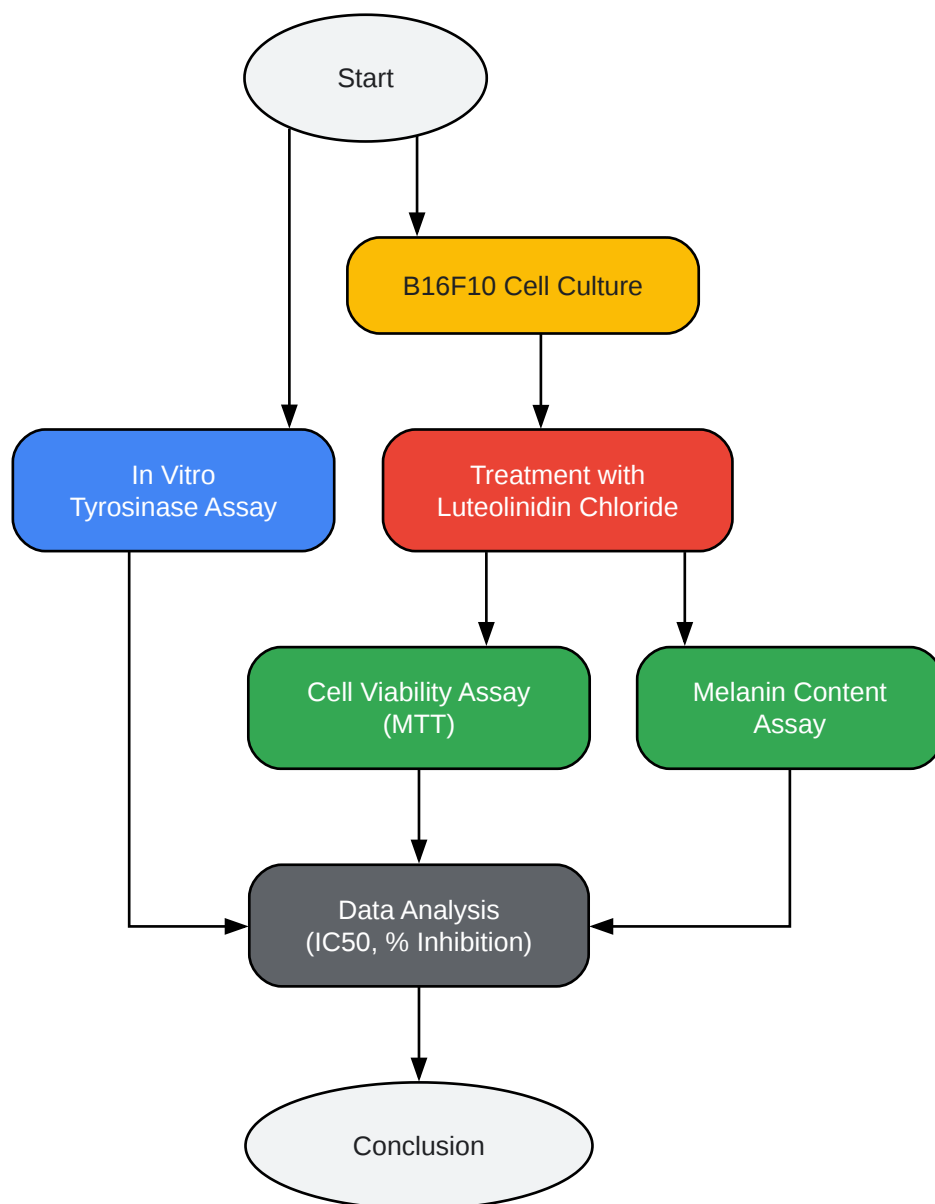 Start
B16F10 Cell Culture
In Vitro
Tyrosinase Assay
Treatment with
Luteolinidin Chloride
Cell Viability Assay
(MTT)
Melanin Content
Assay
Data Analysis
(IC50, % Inhibition)
Conclusion